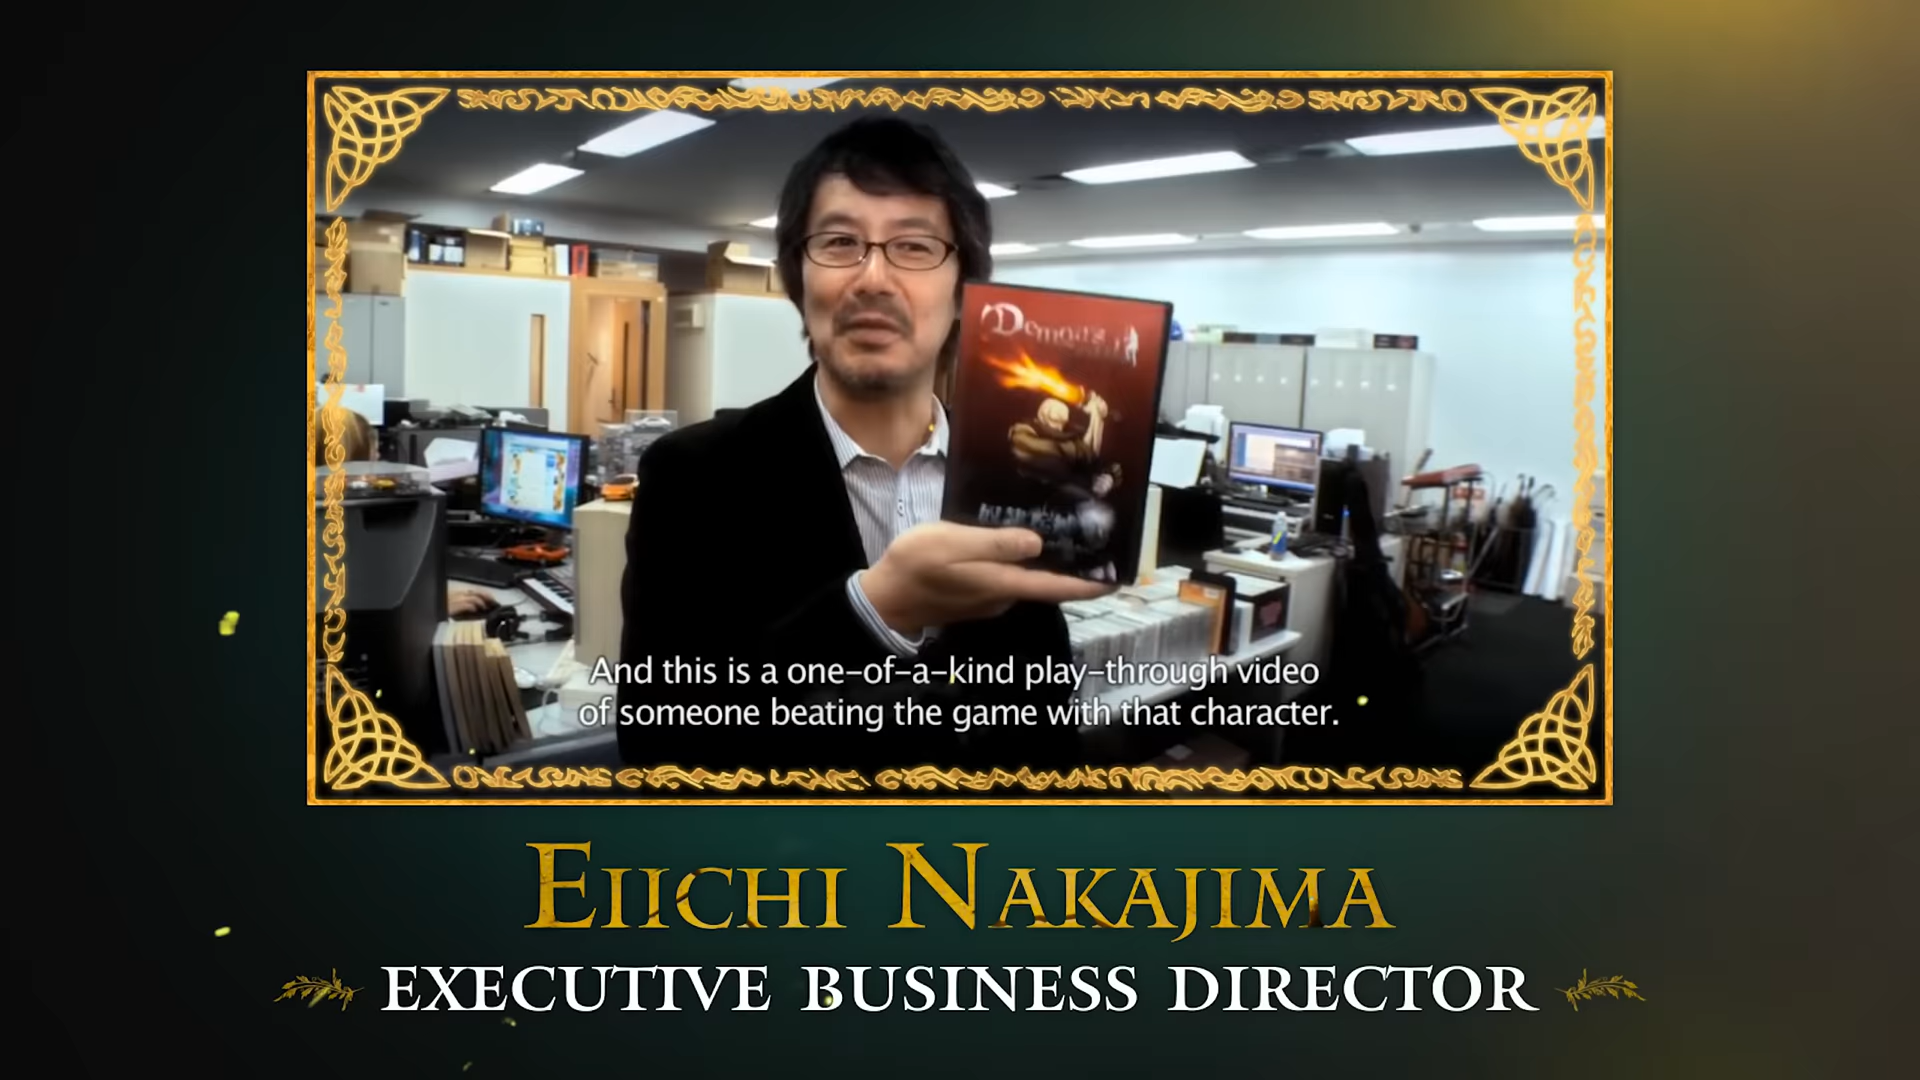 Demon's
And this is a one-of-a-kind play-through video
of someone beating the game with that character.
EIICHI NAKAJIMA
EXECUTIVE BUSINESS DIRECTOR